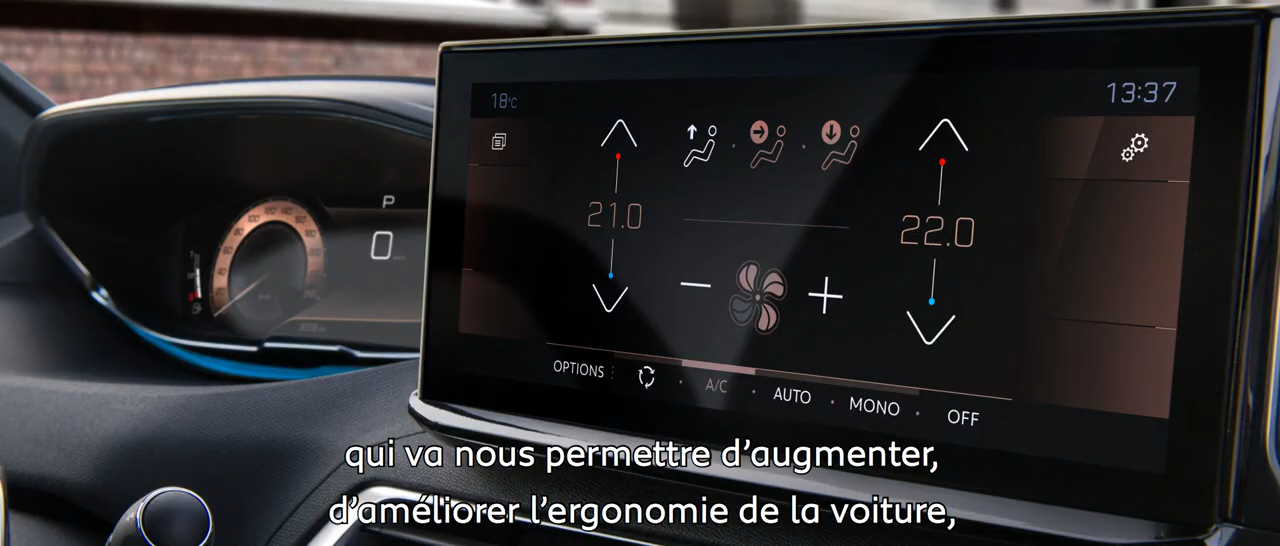 18°C
13:37
P
0
21.0
22.0
OPTIONS
A/C
AUTO
MONO
OFF
qui va nous permettre d’augmenter,
d’améliorer l’ergonomie de la voiture,